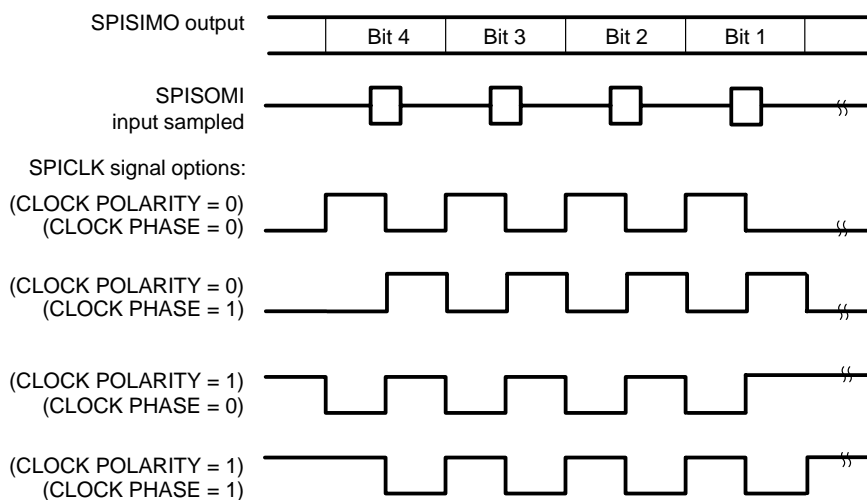 SPISIMO output
Bit 4 Bit 3 Bit 2 Bit 1
SPISOMI
input sampled
SPICLK signal options:
(CLOCK POLARITY = 0)
(CLOCK PHASE = 0)
(CLOCK POLARITY = 0)
(CLOCK PHASE = 1)
(CLOCK POLARITY = 1)
(CLOCK PHASE = 0)
(CLOCK POLARITY = 1)
(CLOCK PHASE = 1)